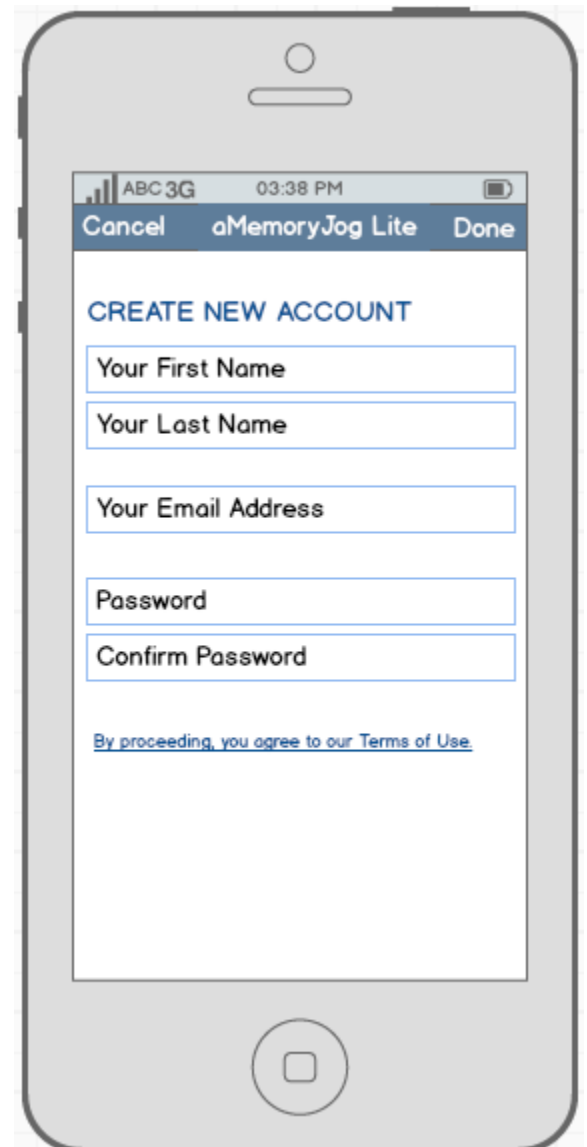 ABC 3G 03:38 PM
Cancel aMemoryJog Lite Done
CREATE NEW ACCOUNT
Your First Name
Your Last Name
Your Email Address
Password
Confirm Password
By proceeding, you agree to our Terms of Use.